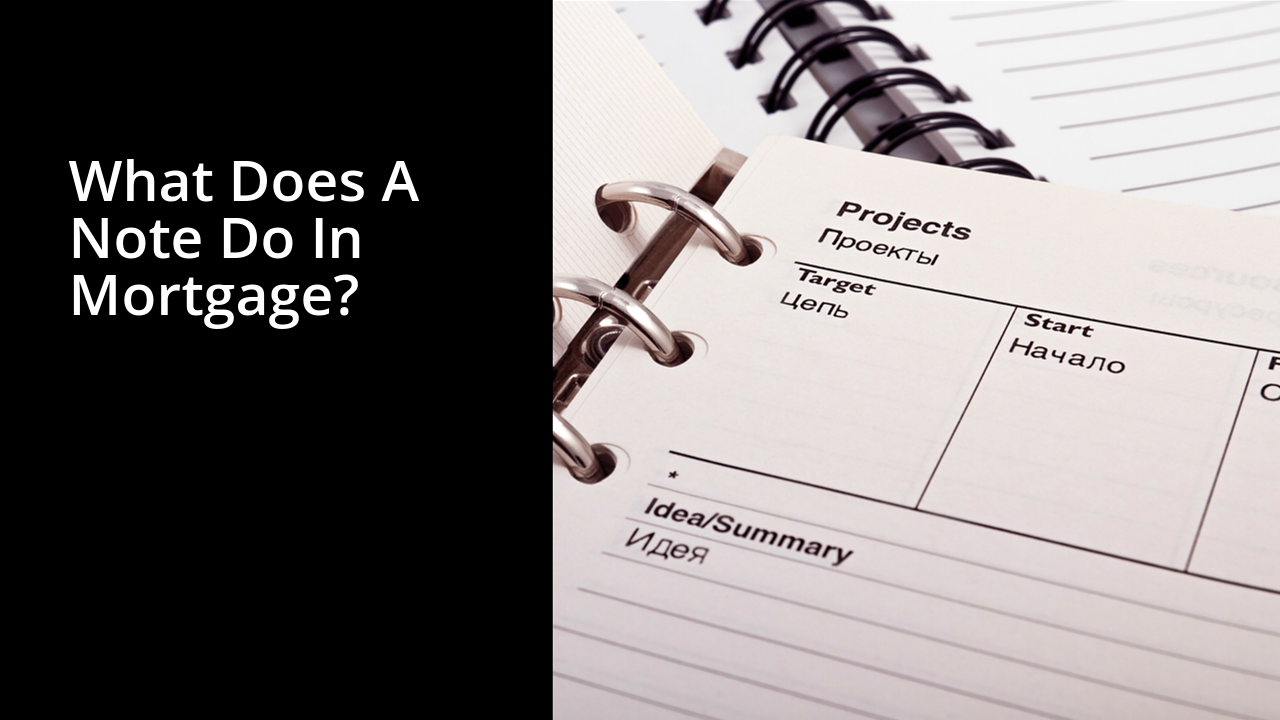 What Does A
Note Do In
Mortgage?
Projects
Проекты
Target
Цель
Start
Начало
*
Idea/Summary
Идея